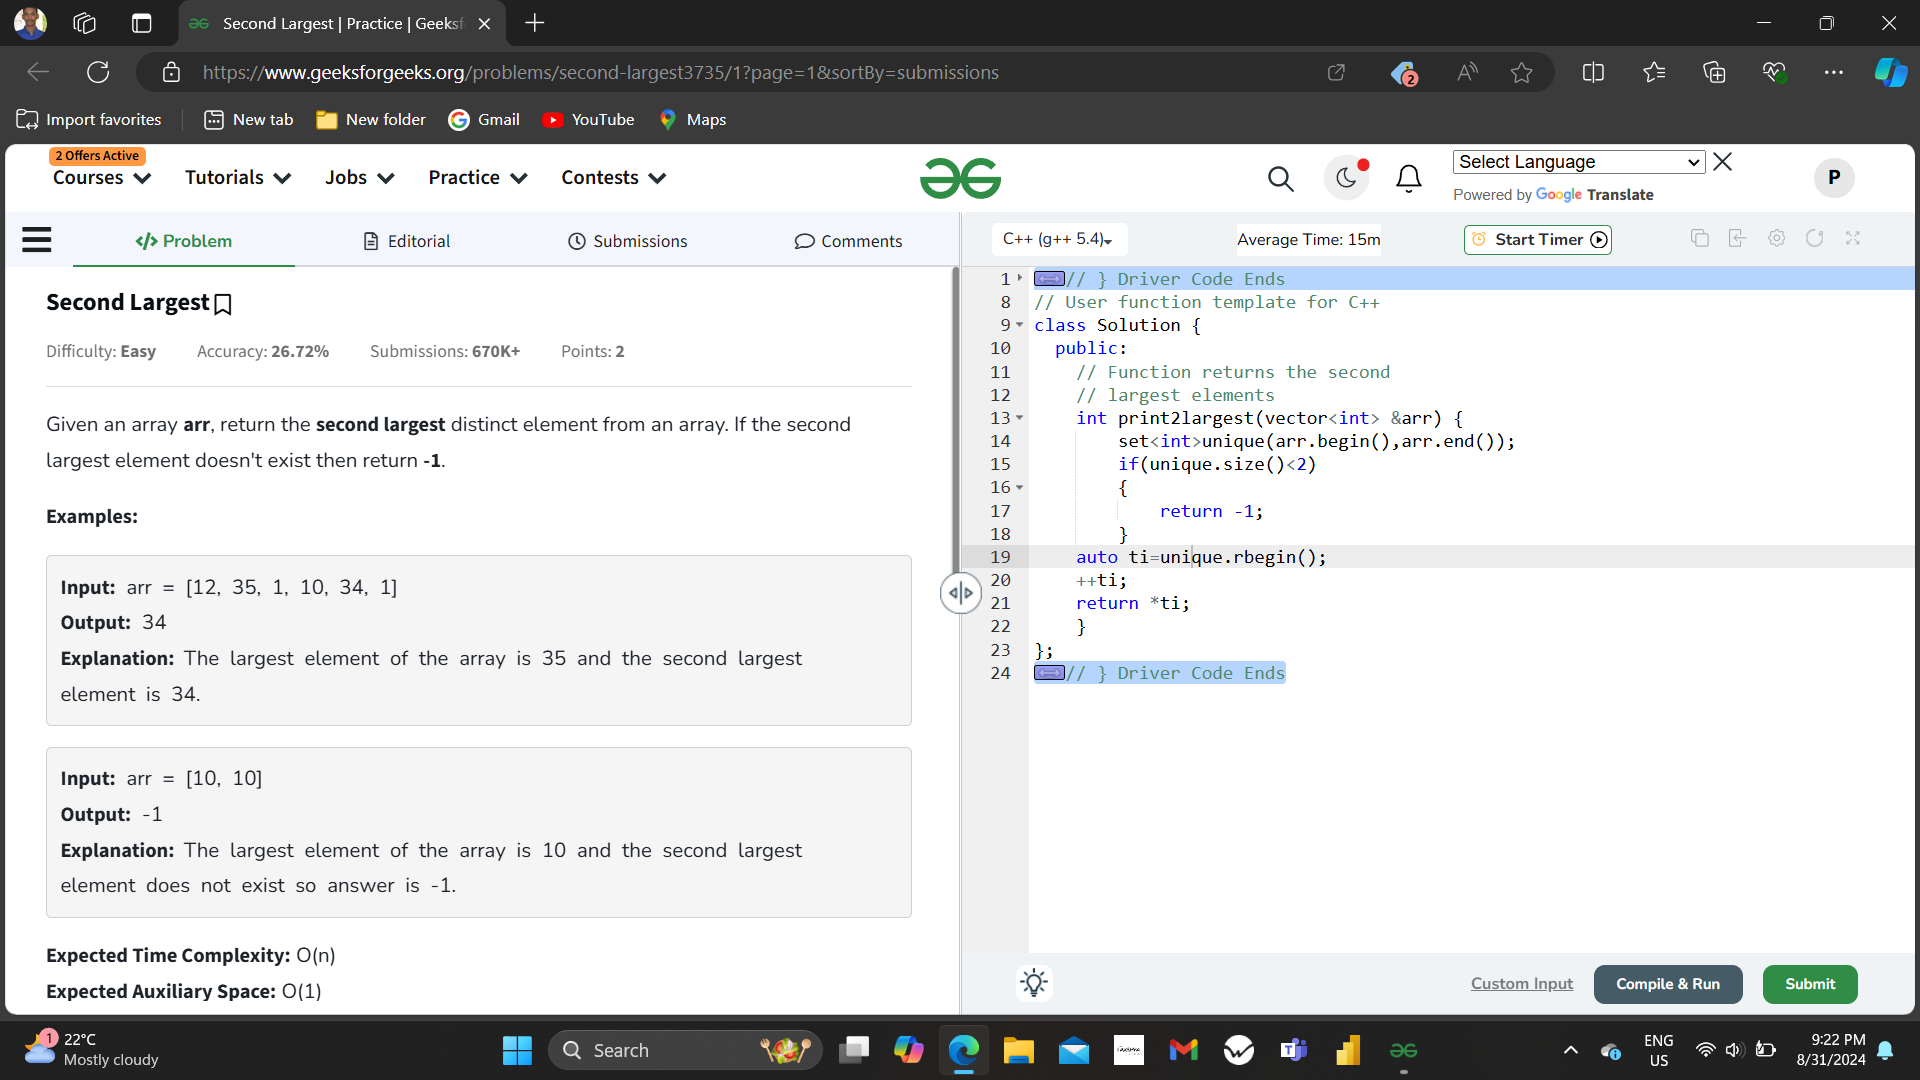 Second Largest | Practice | Geeksf
https://www.geeksforgeeks.org/problems/second-largest3735/1?page=1&sortBy=submissions
2
Import favorites
New tab
New folder
Gmail
YouTube
Maps
2 Offers Active
Courses
Tutorials
Jobs
Practice
Contests
Select Language
Powered by Google Translate
P
</> Problem
Editorial
Submissions
Comments
Second Largest
Difficulty: Easy Accuracy: 26.72% Submissions: 670K+ Points: 2
Given an array arr, return the second largest distinct element from an array. If the second
largest element doesn't exist then return -1.
Examples:
Input: arr = [12, 35, 1, 10, 34, 1]
Output: 34
Explanation: The largest element of the array is 35 and the second largest
element is 34.
Input: arr = [10, 10]
Output: -1
Explanation: The largest element of the array is 10 and the second largest
element does not exist so answer is -1.
Expected Time Complexity: O(n)
Expected Auxiliary Space: O(1)
C++ (g++ 5.4)
Average Time: 15m
Start Timer
1 // } Driver Code Ends
8 // User function template for C++
9 class Solution {
10 public:
11 // Function returns the second
12 // largest elements
13 int print2largest(vector<int> &arr) {
14 set<int>unique(arr.begin(),arr.end());
15 if(unique.size()<2)
16 {
17 return -1;
18 }
19 auto ti=unique.rbegin();
20 ++ti;
21 return *ti;
22 }
23 };
24 // } Driver Code Ends
Custom Input
Compile & Run
Submit
1
22°C
Mostly cloudy
Search
ENG
US
9:22 PM
8/31/2024